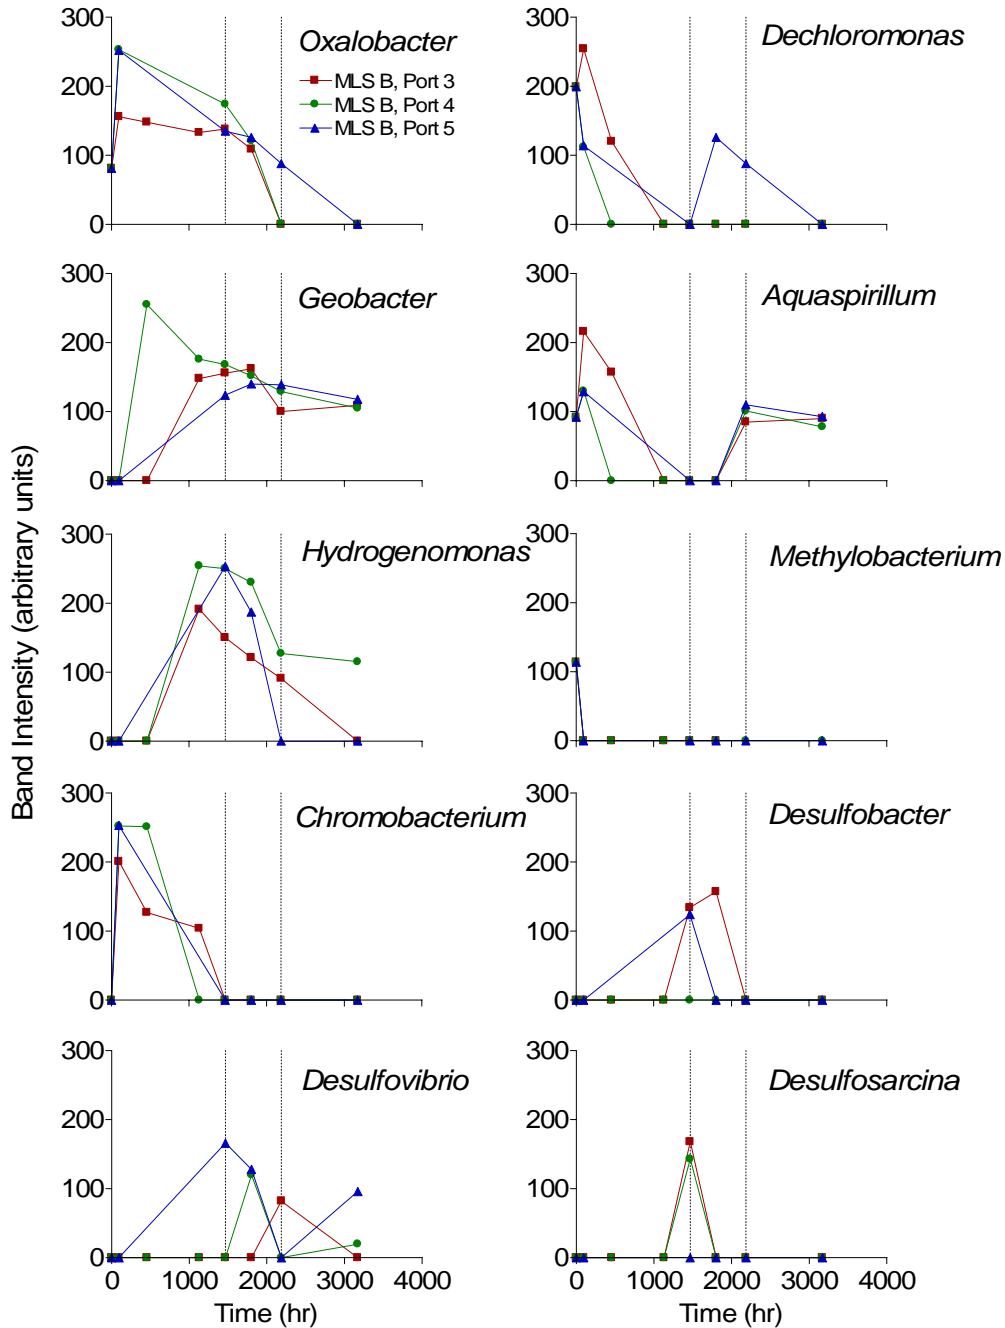 Oxalobacter
MLS B, Port 3
MLS B, Port 4
MLS B, Port 5
300
200
100
0
Dechloromonas
300
200
100
0
Geobacter
300
200
100
0
Aquaspirillum
300
200
100
0
Hydrogenomonas
300
200
100
0
Methylobacterium
300
200
100
0
Chromobacterium
300
200
100
0
Desulfobacter
300
200
100
0
Desulfovibrio
300
200
100
0
0 1000 2000 3000 4000
Time (hr)
Desulfosarcina
300
200
100
0
0 1000 2000 3000 4000
Time (hr)
Band Intensity (arbitrary units)